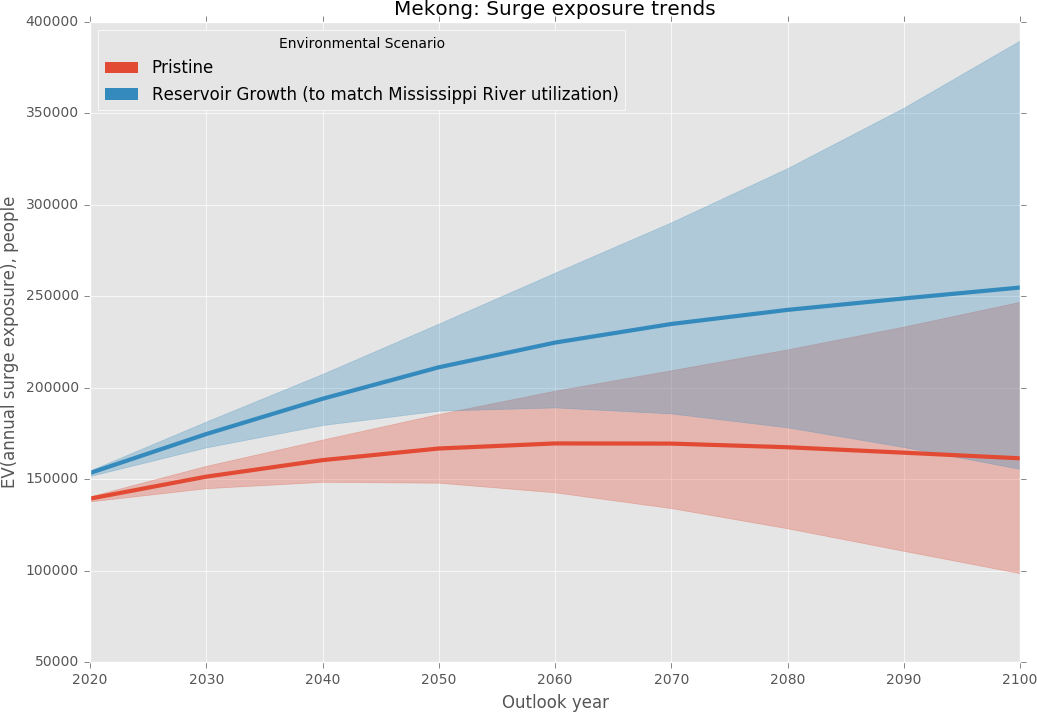 Mekong: Surge exposure trends
EV(annual surge exposure), people
400000
350000
300000
250000
200000
150000
100000
50000
Environmental Scenario
Pristine
Reservoir Growth (to match Mississippi River utilization)
2020 2030 2040 2050 2060 2070 2080 2090 2100
Outlook year